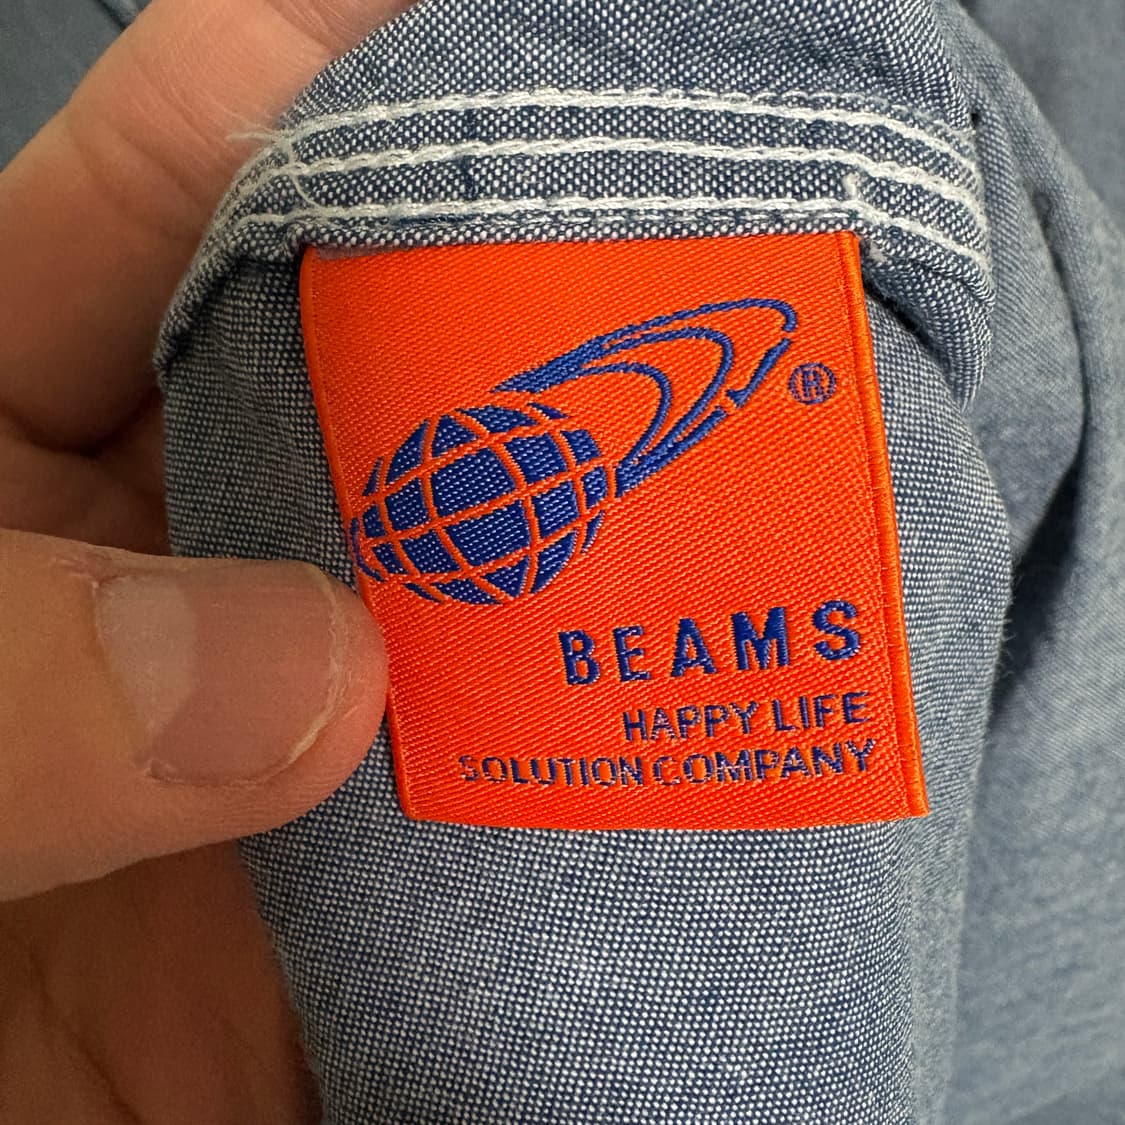 ®
BEAMS
HAPPY LIFE
SOLUTION COMPANY